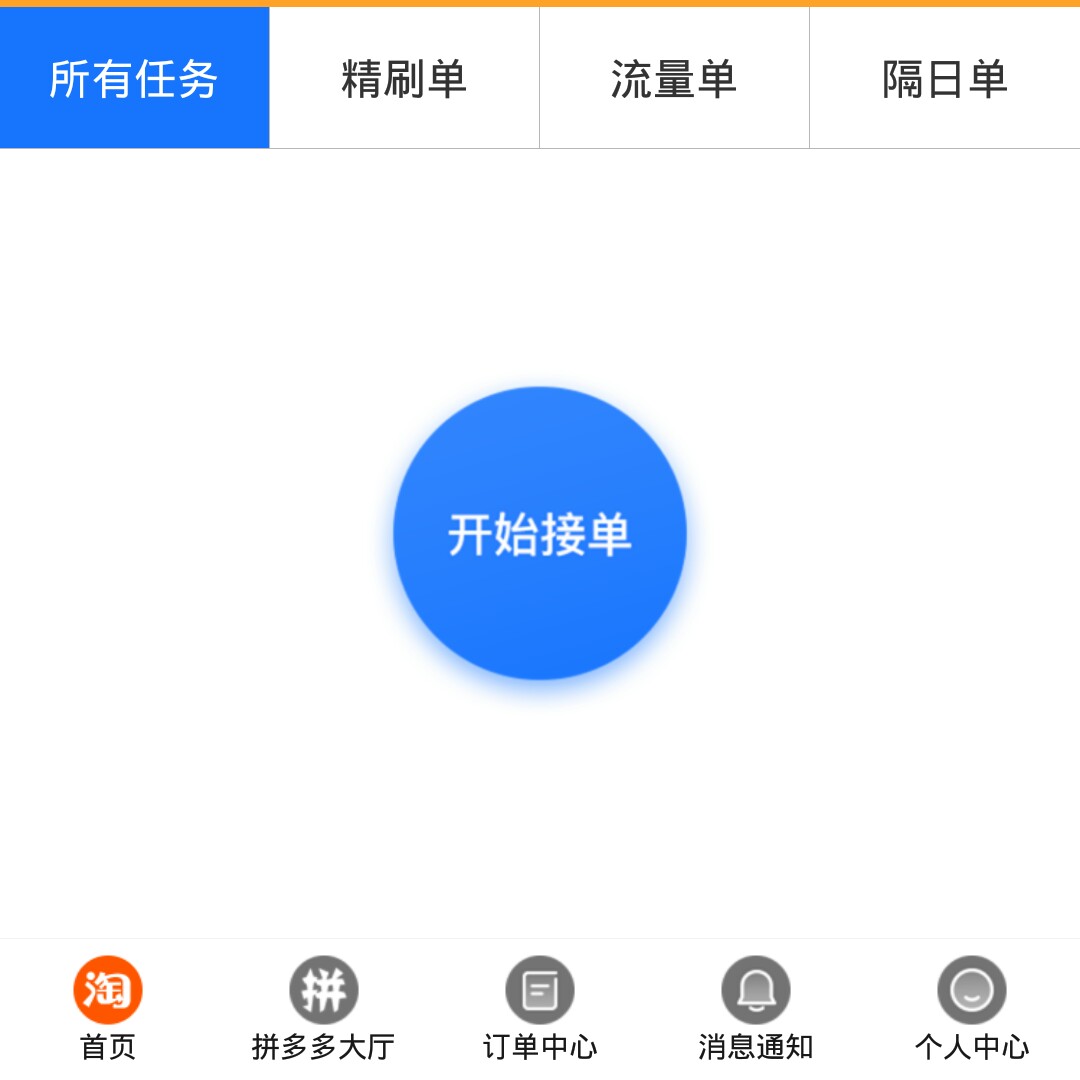 所有任务
精刷单
流量单
隔日单
开始接单
淘
拼
首页
拼多多大厅
订单中心
消息通知
个人中心